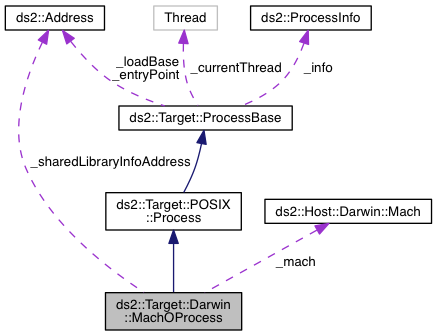 ds2::Address
Thread
ds2::ProcessInfo
_loadBase
_entryPoint
_currentThread
_info
ds2::Target::ProcessBase
_sharedLibraryInfoAddress
ds2::Target::POSIX
::Process
ds2::Host::Darwin::Mach
_mach
ds2::Target::Darwin
::MachOProcess